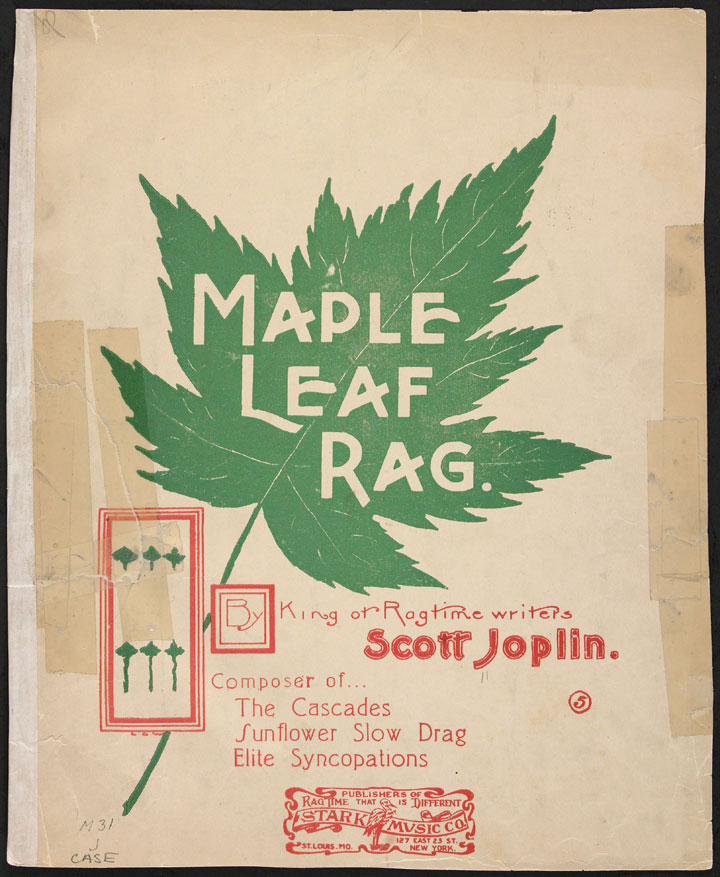 MAPLE
LEAF
RAG.
By King of Ragtime writers
Scott Joplin.
Composer of...
The Cascades
Sunflower Slow Drag
Elite Syncopations
5
PUBLISHERS OF
RAGTIME THAT IS DIFFERENT
STARK MUSIC CO.
ST. LOUIS. MO. 127 EAST 23 ST.
NEW YORK.
M31
J
CASE